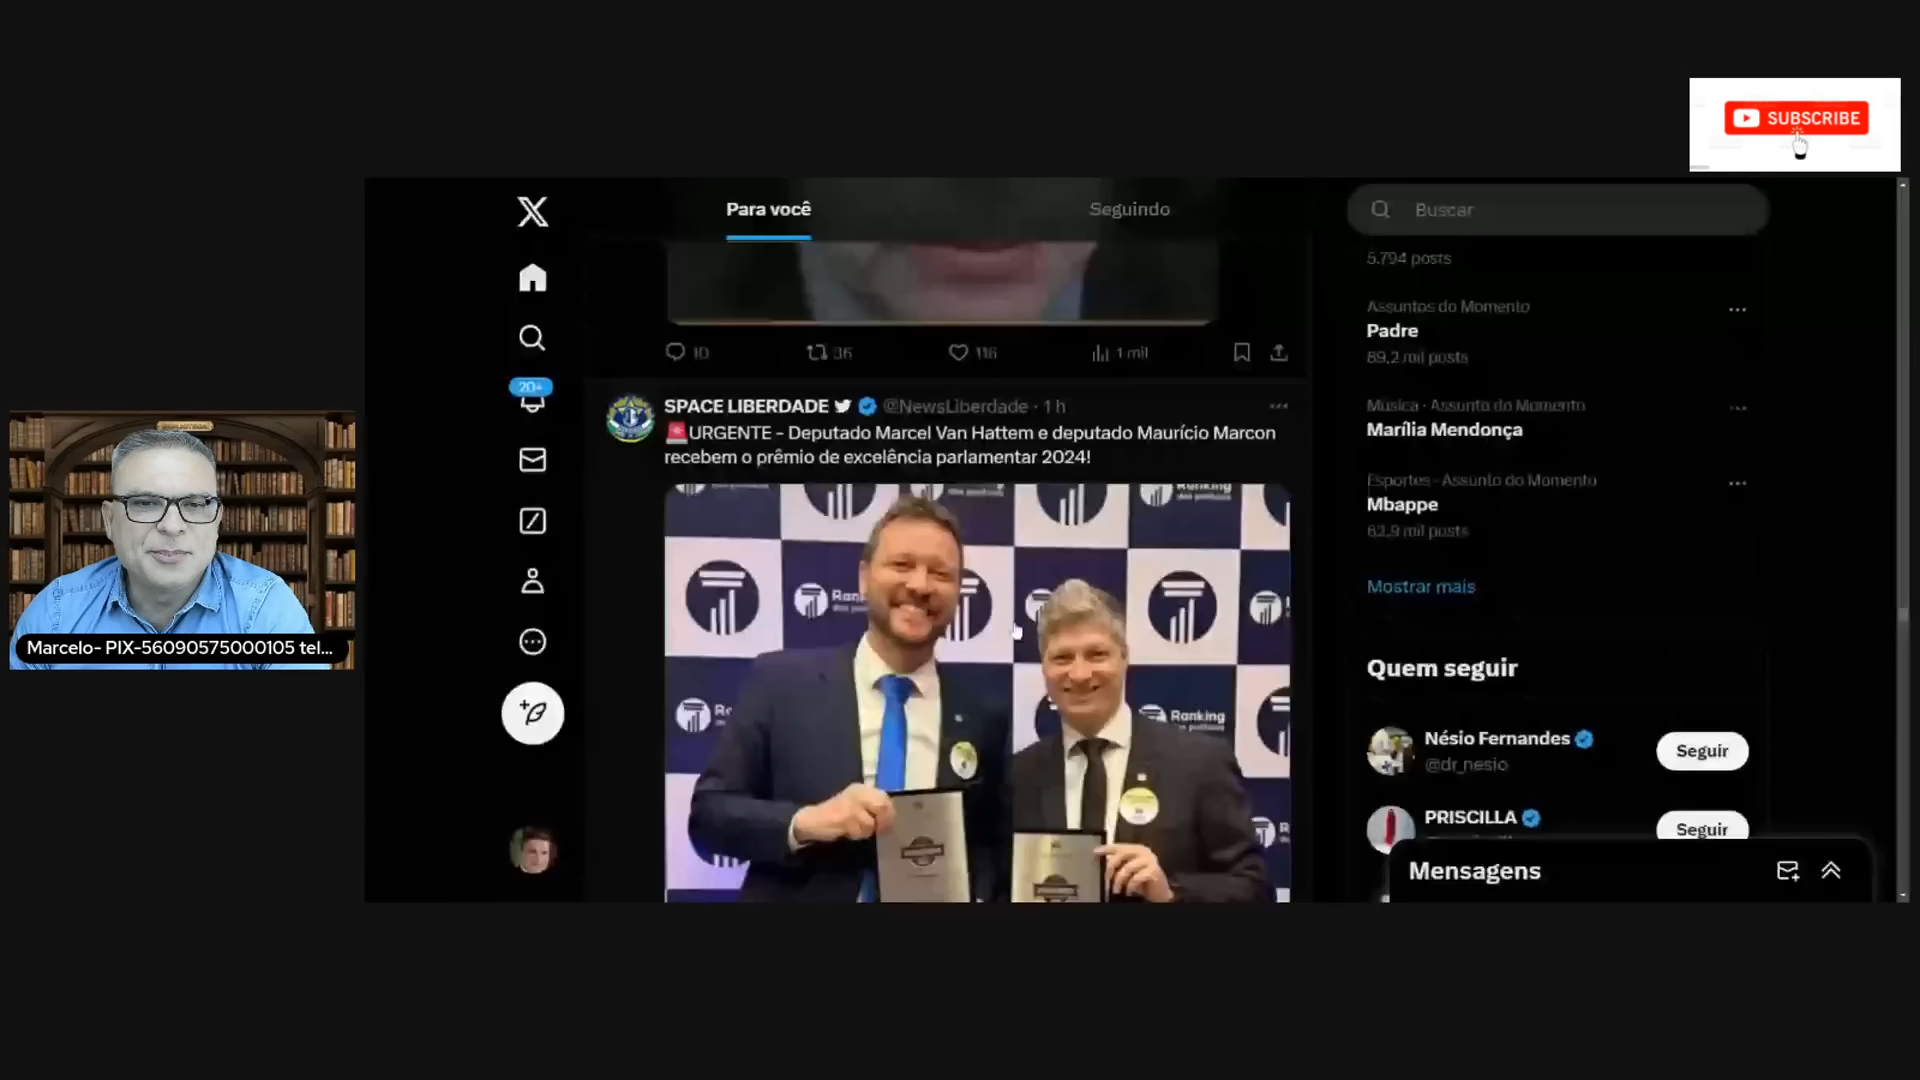 SUBSCRIBE
Para você
Seguindo
Buscar
5.794 posts
Assuntos do Momento
Padre
89,2 mil posts
Música · Assunto do Momento
Marília Mendonça
Esportes · Assunto do Momento
Mbappe
62,9 mil posts
Mostrar mais
10
36
116
1 mil
20+
SPACE LIBERDADE @NewsLiberdade · 1 h
URGENTE - Deputado Marcel Van Hattem e deputado Maurício Marcon
recebem o prêmio de excelência parlamentar 2024!
Ranking
Ranking
Marcelo- PIX-56090575000105 tel...
Quem seguir
Nésio Fernandes
@dr_nesio
Seguir
PRISCILLA
Seguir
Mensagens